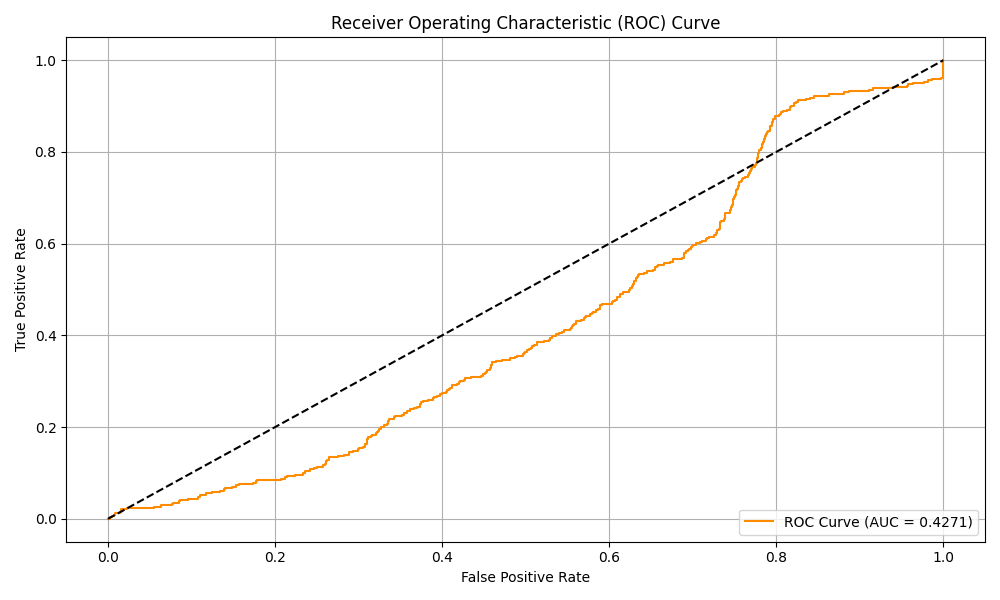 Receiver Operating Characteristic (ROC) Curve
True Positive Rate
1.0
0.8
0.6
0.4
0.2
0.0
0.0 0.2 0.4 0.6 0.8 1.0
False Positive Rate
ROC Curve (AUC = 0.4271)